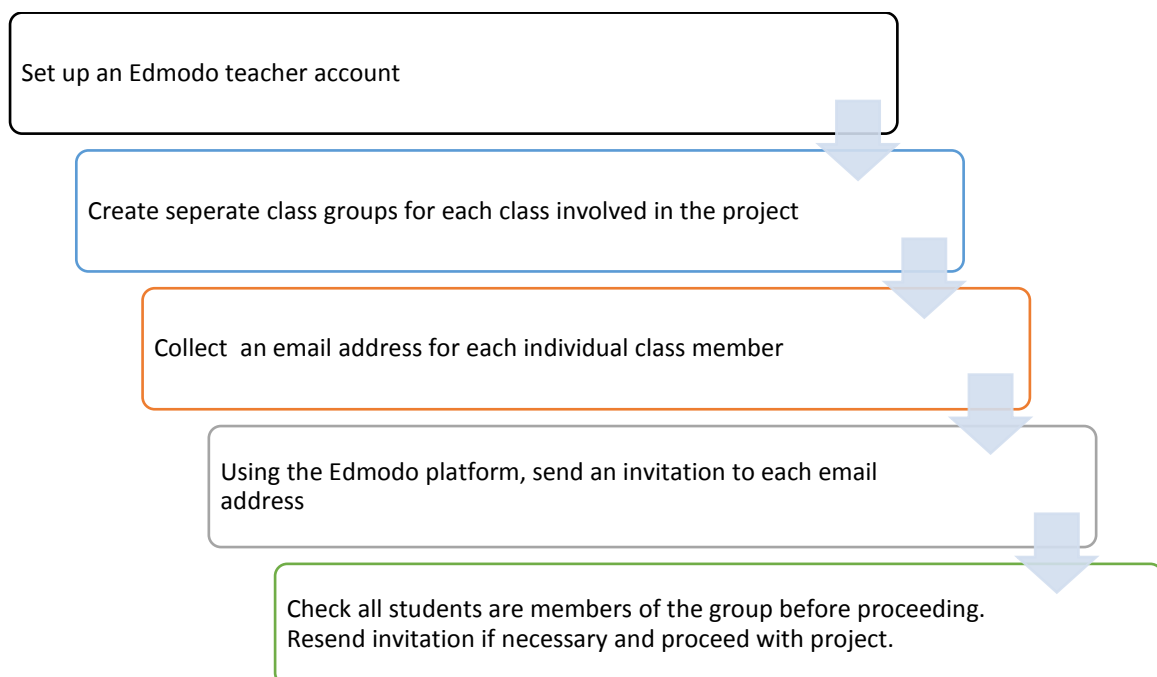 Set up an Edmodo teacher account
Create seperate class groups for each class involved in the project
Collect  an email address for each individual class member
Using the Edmodo platform, send an invitation to each email
address
Check all students are members of the group before proceeding.
Resend invitation if necessary and proceed with project.